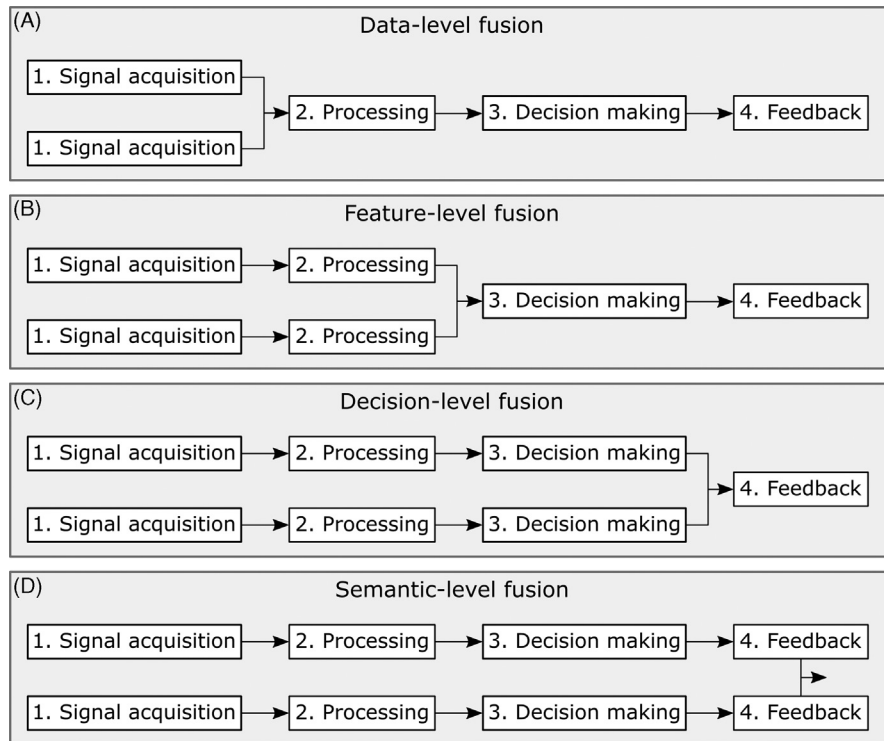 (A)
Data-level fusion
1. Signal acquisition
2. Processing
3. Decision making
4. Feedback
1. Signal acquisition
(B)
Feature-level fusion
1. Signal acquisition
2. Processing
3. Decision making
4. Feedback
1. Signal acquisition
2. Processing
(C)
Decision-level fusion
1. Signal acquisition
2. Processing
3. Decision making
4. Feedback
1. Signal acquisition
2. Processing
3. Decision making
(D)
Semantic-level fusion
1. Signal acquisition
2. Processing
3. Decision making
4. Feedback
1. Signal acquisition
2. Processing
3. Decision making
4. Feedback